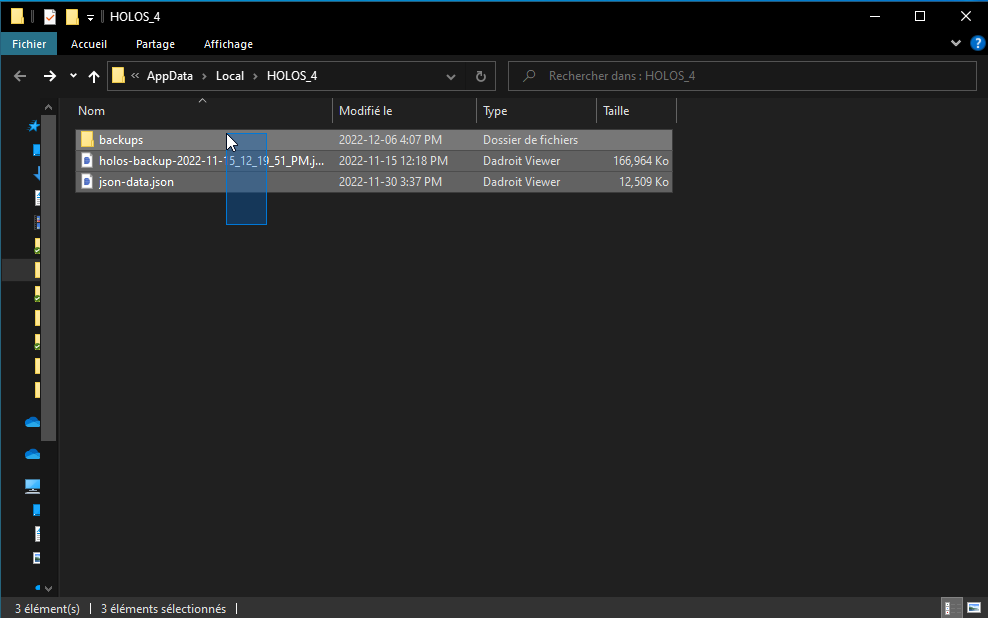 HOLOS_4
Fichier Accueil Partage Affichage
« AppData › Local › HOLOS_4 Rechercher dans : HOLOS_4
Nom Modifié le Type Taille
backups 2022-12-06 4:07 PM Dossier de fichiers
holos-backup-2022-11-15_12_19_51_PM.j... 2022-11-15 12:18 PM Dadroit Viewer 166,964 Ko
json-data.json 2022-11-30 3:37 PM Dadroit Viewer 12,509 Ko
3 élément(s) | 3 éléments sélectionnés |